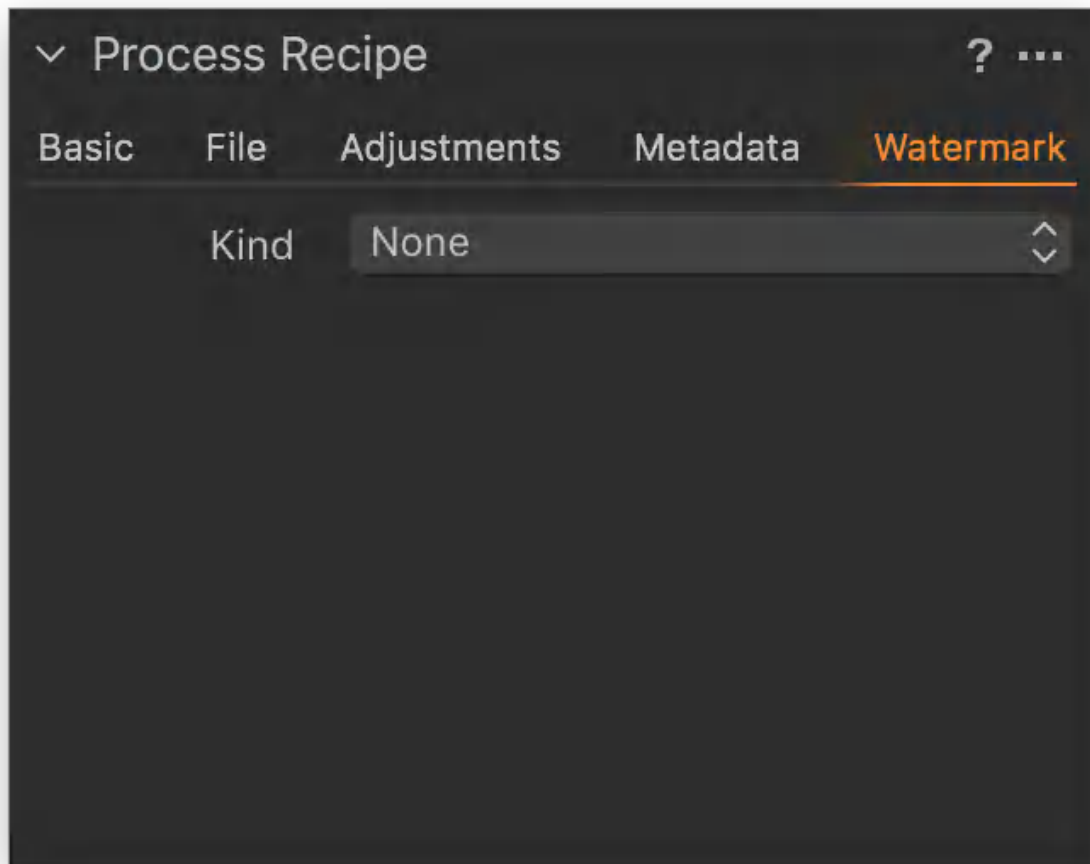 Process Recipe ? ...
Basic File Adjustments Metadata Watermark
Kind None